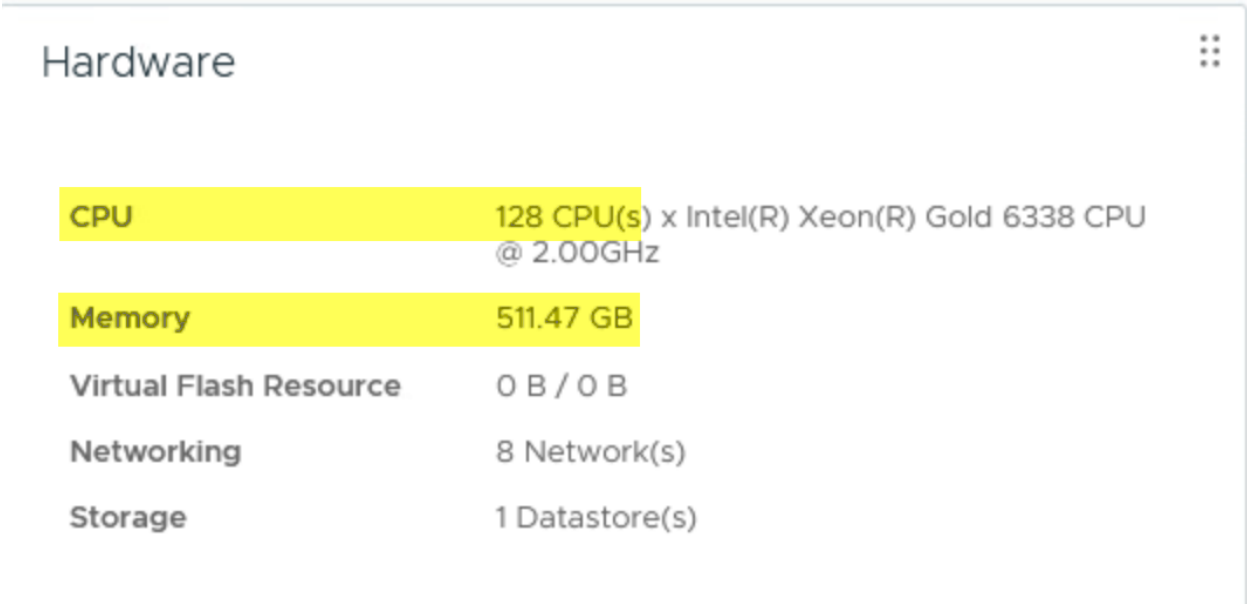 Hardware
CPU 128 CPU(s) x Intel(R) Xeon(R) Gold 6338 CPU
@ 2.00GHz
Memory 511.47 GB
Virtual Flash Resource 0 B / 0 B
Networking 8 Network(s)
Storage 1 Datastore(s)